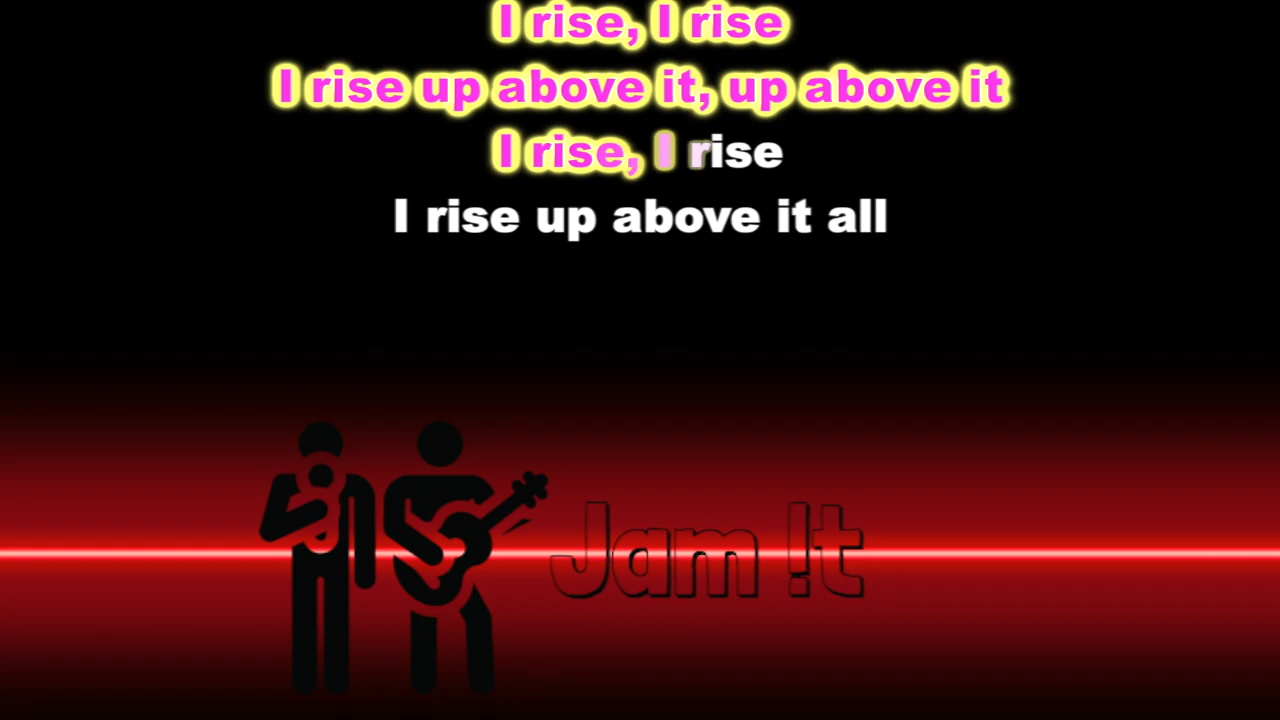 I rise, I rise
I rise up above it, up above it
I rise, I rise
I rise up above it all
Jam !t